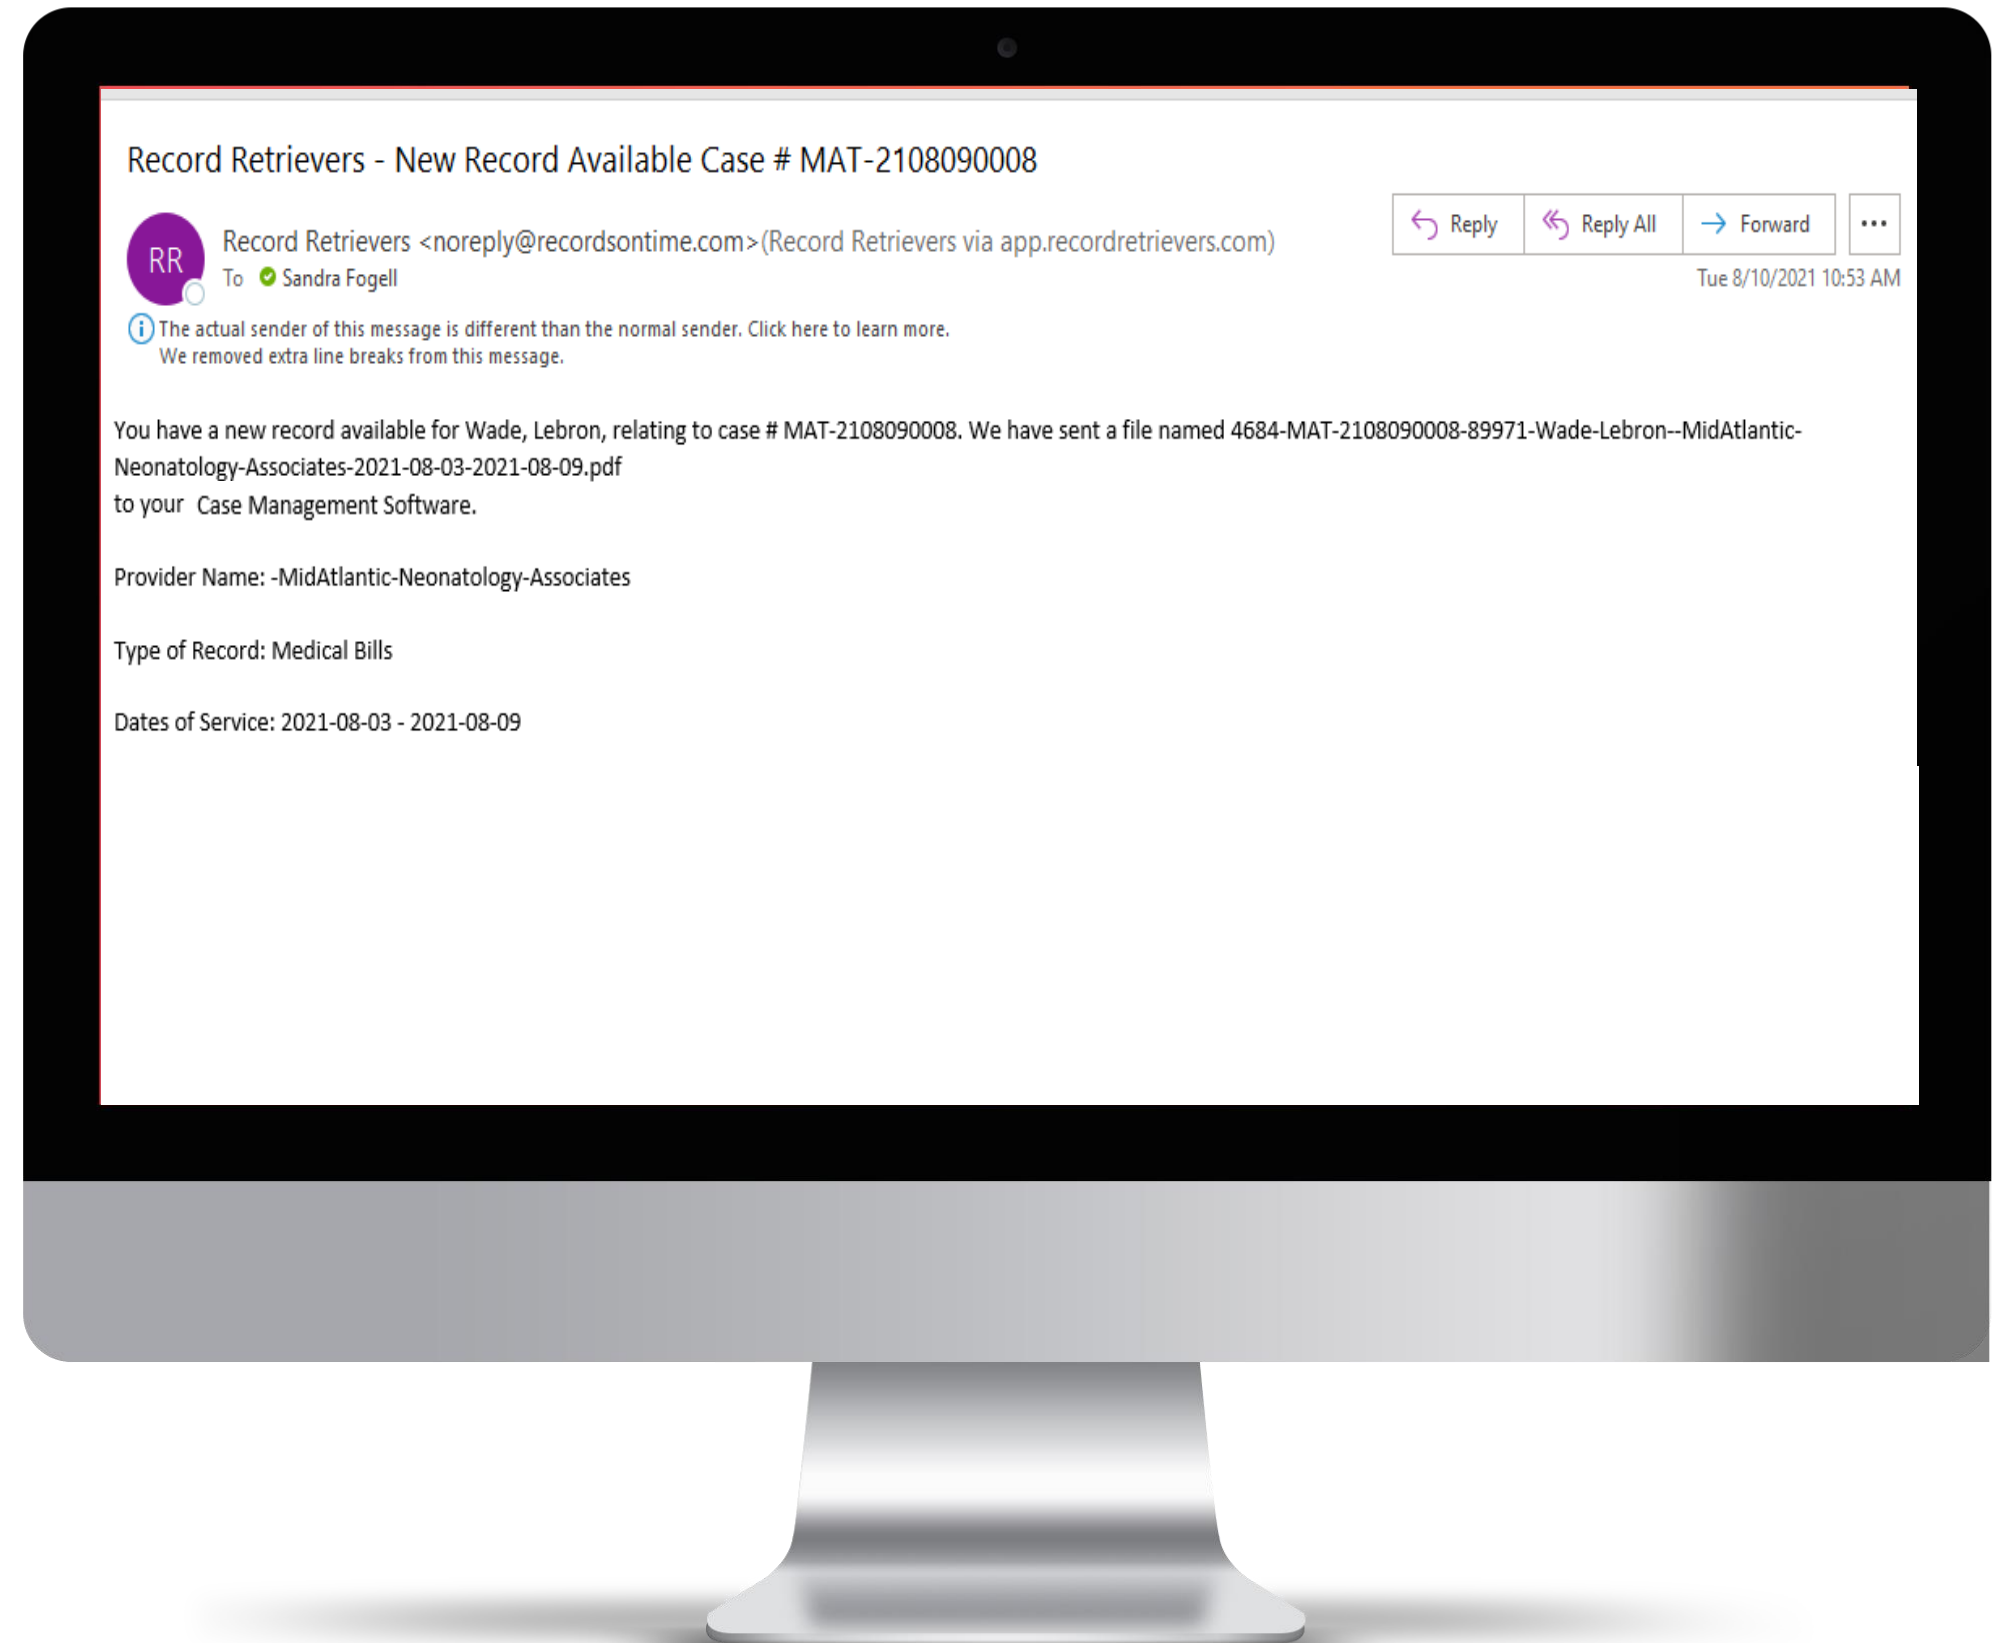 Record Retrievers - New Record Available Case # MAT-2108090008
Reply Reply All Forward ...
RR
Record Retrievers <noreply@recordsontime.com>(Record Retrievers via app.recordretrievers.com)
To Sandra Fogell
Tue 8/10/2021 10:53 AM
The actual sender of this message is different than the normal sender. Click here to learn more.
We removed extra line breaks from this message.
You have a new record available for Wade, Lebron, relating to case # MAT-2108090008. We have sent a file named 4684-MAT-2108090008-89971-Wade-Lebron--MidAtlantic-
Neonatology-Associates-2021-08-03-2021-08-09.pdf
to your Case Management Software.
Provider Name: -MidAtlantic-Neonatology-Associates
Type of Record: Medical Bills
Dates of Service: 2021-08-03 - 2021-08-09